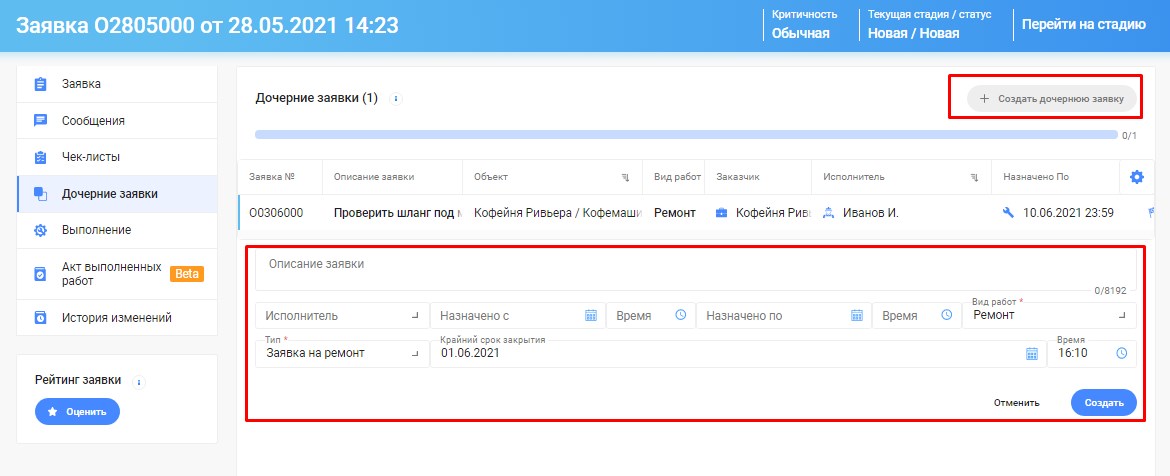 Заявка О2805000 от 28.05.2021 14:23
Критичность
Обычная
Текущая стадия / статус
Новая / Новая
Перейти на стадию
Заявка
Сообщения
Чек-листы
Дочерние заявки
Выполнение
Акт выполненных
работ
Beta
История изменений
Рейтинг заявки
Оценить
Дочерние заявки (1)
Создать дочернюю заявку
0/1
Заявка № Описание заявки Объект Вид работ Заказчик Исполнитель Назначено По
О0306000 Проверить шланг под м Кофейня Ривьера / Кофемаши Ремонт Кофейня Рив Иванов И. 10.06.2021 23:59
Описание заявки
0/8192
Исполнитель Назначено с Время Назначено по Время Вид работ *
Ремонт
Тип * Крайний срок закрытия Время
Заявка на ремонт 01.06.2021 16:10
Отменить Создать